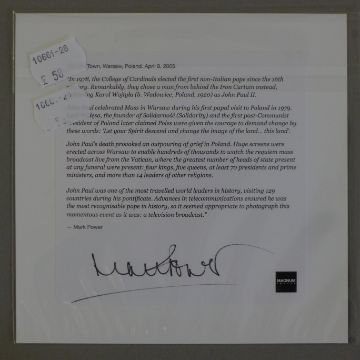 10661-26
£ 50
Town, Warsaw, Poland. April 8, 2005
"In 1978, the College of Cardinals elected the first non-Italian pope since the 16th
Remarkably, they chose a man from behind the Iron Curtain instead,
Karol Wojtyła (b. Wadowice, Poland, 1920) as John Paul II.
Paul celebrated Mass in Warsaw during his first papal visit to Poland in 1979.
founder of Solidarność (Solidarity) and the first post-Communist
President of Poland later claimed Poles were given the courage to demand change by
these words: 'Let your Spirit descend and change the image of the land... this land'.
John Paul's death provoked an outpouring of grief in Poland. Huge screens were
erected across Warsaw to enable hundreds of thousands to watch the requiem mass
broadcast live from the Vatican, where the greatest number of heads of state present
at any funeral were present: four kings, five queens, at least 70 presidents and prime
ministers, and more than 14 leaders of other religions.
John Paul was one of the most travelled world leaders in history, visiting 129
countries during his pontificate. Advances in telecommunications ensured he was
the most recognisable pope in history, so it seemed appropriate to photograph this
momentous event as it was: a television broadcast."
— Mark Power
Mark Power
MAGNUM